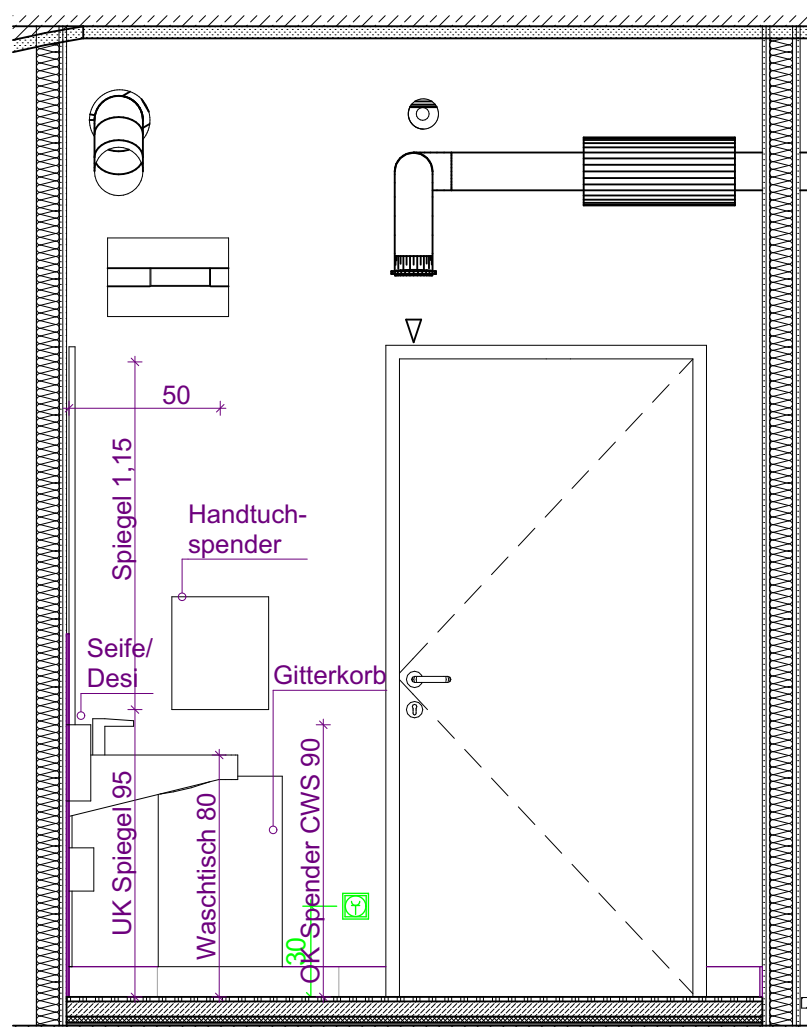 50
Spiegel 1,15
Handtuch-
spender
Seife/
Desi
Gitterkorb
UK Spiegel 95
Waschtisch 80
OK Spender CWS 90
30